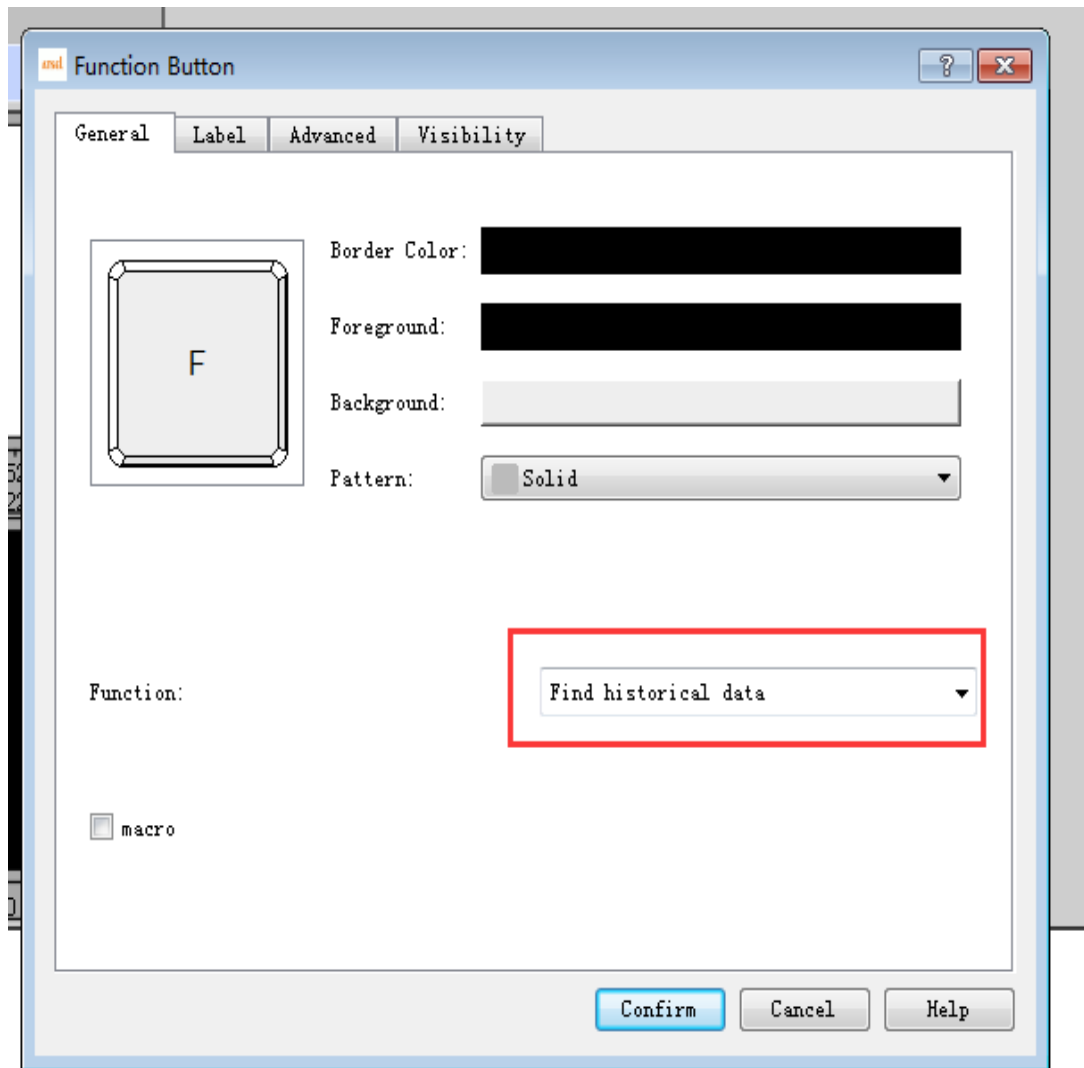 Function Button
General Label Advanced Visibility
Border Color:
Foreground:
F
Background:
Pattern: Solid
Function: Find historical data
macro
Confirm Cancel Help